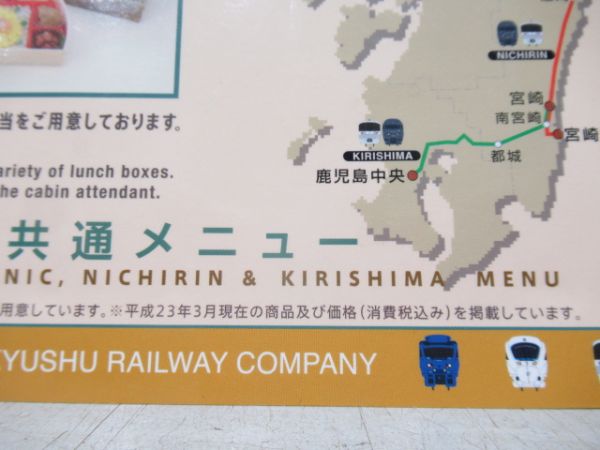 NICHIRIN
宮崎
南宮崎
宮崎
KIRISHIMA
都城
鹿児島中央
当をご用意しております。
ariety of lunch boxes.
he cabin attendant.
共通メニュー
NIC, NICHIRIN & KIRISHIMA MENU
用意しています。※平成23年3月現在の商品及び価格（消費税込み）を掲載しています。
KYUSHU RAILWAY COMPANY